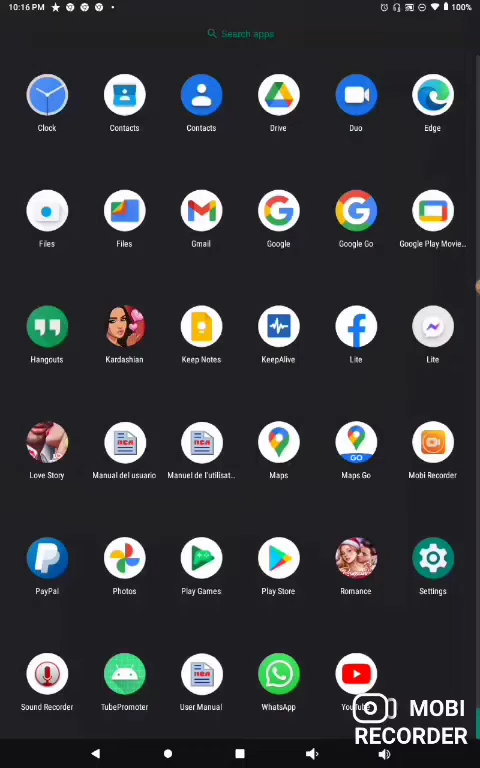 10:16 PM
100%
Search apps
Clock
Contacts
Contacts
Drive
Duo
Edge
Files
Files
Gmail
Google
Google Go
Google Play Movie…
Hangouts
Kardashian
Keep Notes
KeepAlive
Lite
Lite
Love Story
Manual del usuario
Manuel de l'utilisat…
Maps
GO
Maps Go
Mobi Recorder
PayPal
Photos
Play Games
Play Store
Romance
Settings
Sound Recorder
TubePromoter
User Manual
WhatsApp
MOBI
RECORDER